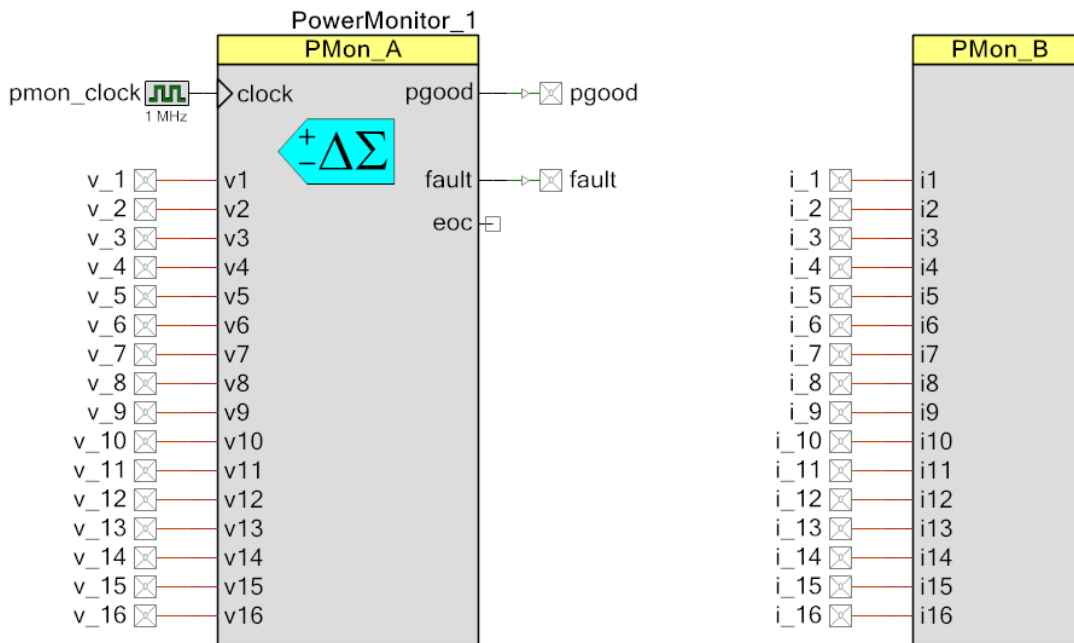 PowerMonitor_1
PMon_A
pmon_clock
1 MHz
clock
+
−ΔΣ
pgood
pgood
fault
fault
eoc
v_1 v1
v_2 v2
v_3 v3
v_4 v4
v_5 v5
v_6 v6
v_7 v7
v_8 v8
v_9 v9
v_10 v10
v_11 v11
v_12 v12
v_13 v13
v_14 v14
v_15 v15
v_16 v16
PMon_B
i_1 i1
i_2 i2
i_3 i3
i_4 i4
i_5 i5
i_6 i6
i_7 i7
i_8 i8
i_9 i9
i_10 i10
i_11 i11
i_12 i12
i_13 i13
i_14 i14
i_15 i15
i_16 i16